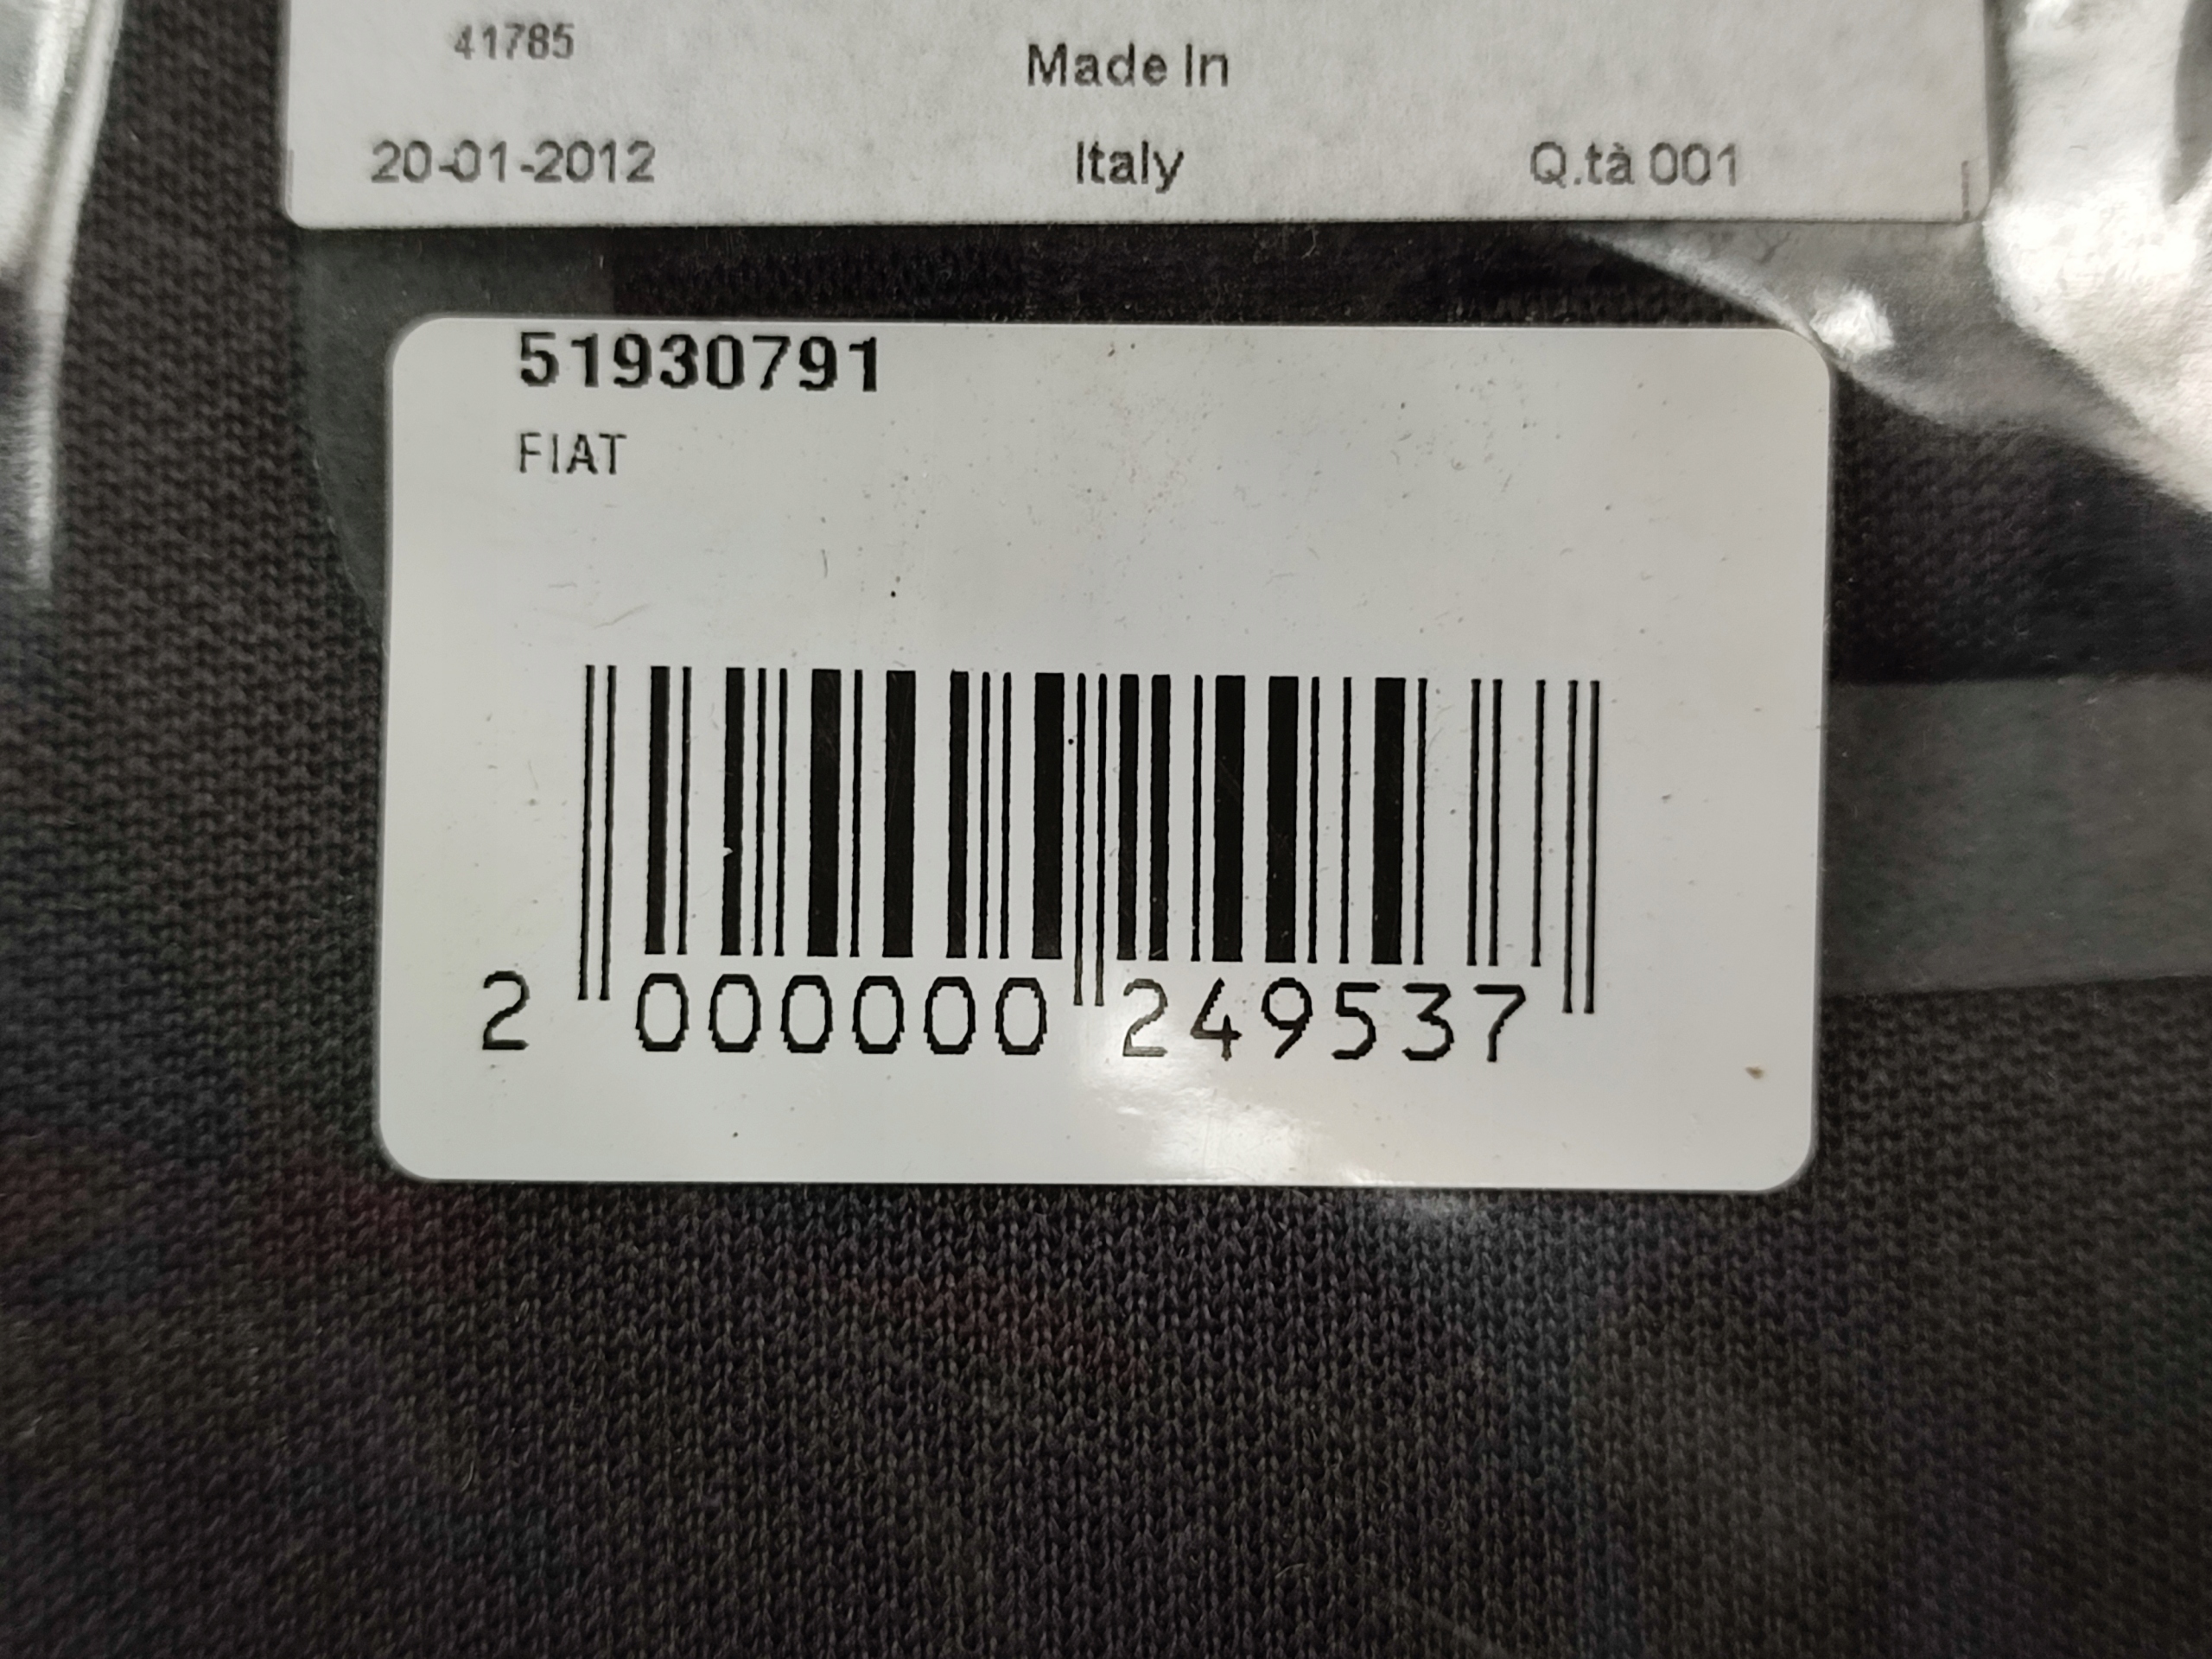 41785
Made In
20-01-2012 Italy Q.tà 001
51930791
FIAT
2 000000 249537